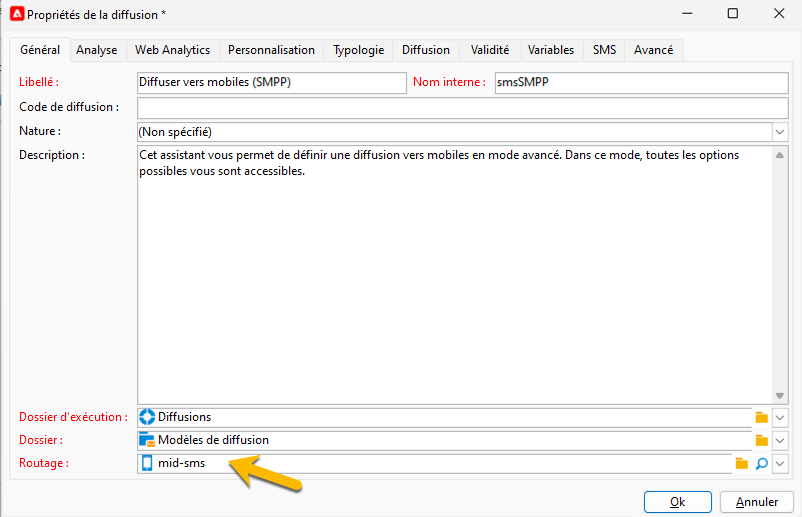 Propriétés de la diffusion *
Général Analyse Web Analytics Personnalisation Typologie Diffusion Validité Variables SMS Avancé
Libellé : Diffuser vers mobiles (SMPP) Nom interne : smsSMPP
Code de diffusion :
Nature : (Non spécifié)
Description : Cet assistant vous permet de définir une diffusion vers mobiles en mode avancé. Dans ce mode, toutes les options
possibles vous sont accessibles.
Dossier d'exécution : Diffusions
Dossier : Modèles de diffusion
Routage : mid-sms
Ok Annuler